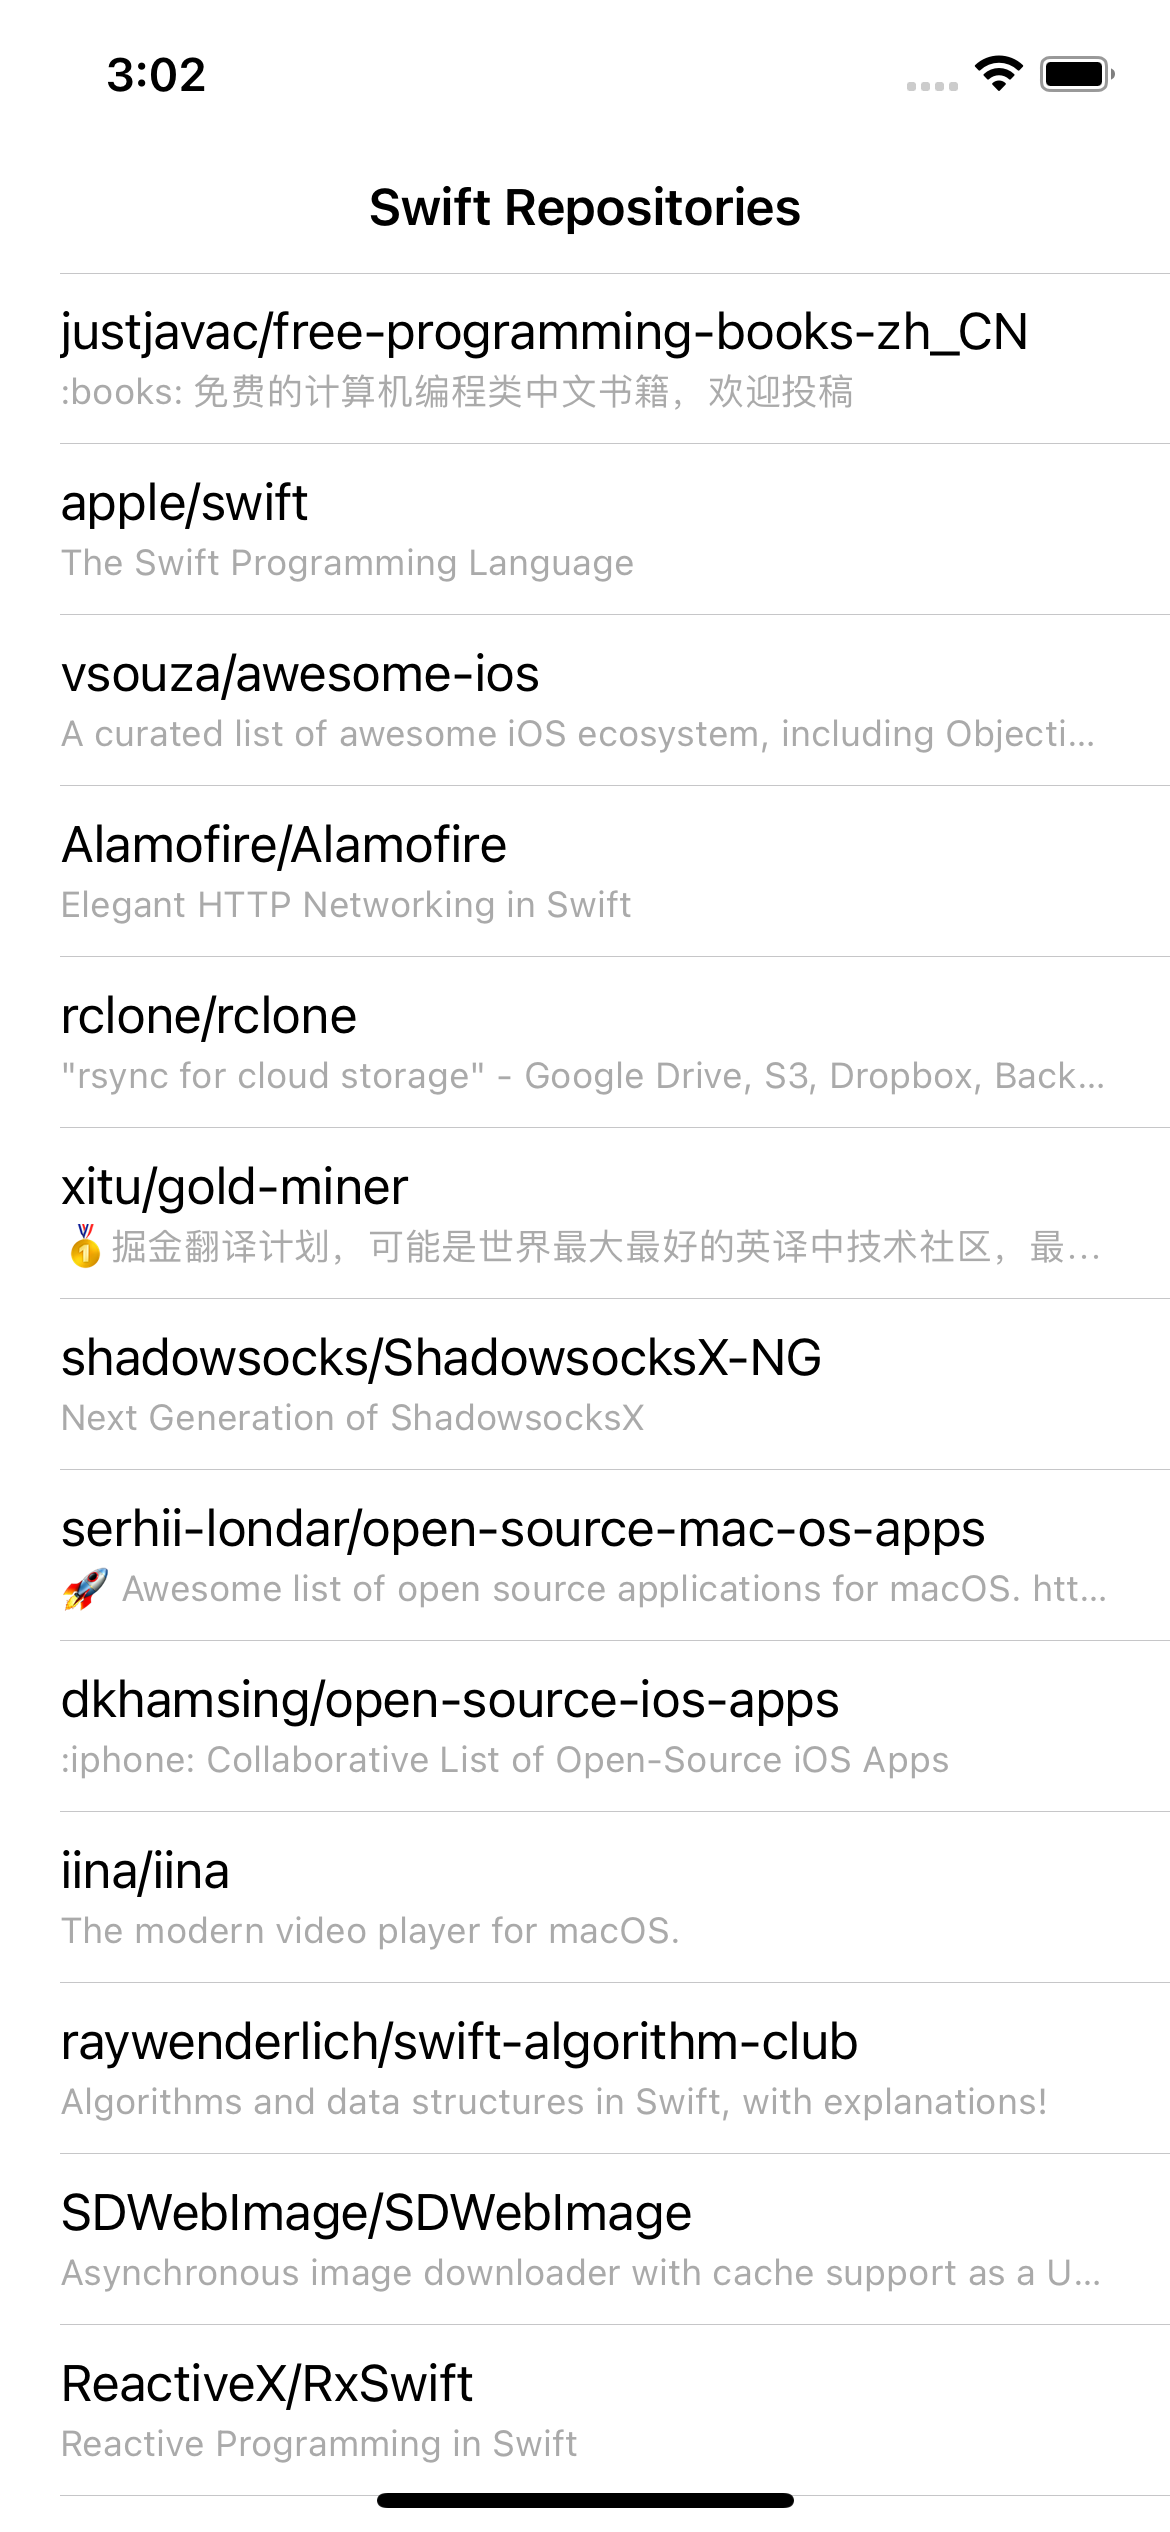 3:02
Swift Repositories
justjavac/free-programming-books-zh_CN
:books: 免费的计算机编程类中文书籍，欢迎投稿
apple/swift
The Swift Programming Language
vsouza/awesome-ios
A curated list of awesome iOS ecosystem, including Objecti...
Alamofire/Alamofire
Elegant HTTP Networking in Swift
rclone/rclone
"rsync for cloud storage" - Google Drive, S3, Dropbox, Back...
xitu/gold-miner
🥇掘金翻译计划，可能是世界最大最好的英译中技术社区，最...
shadowsocks/ShadowsocksX-NG
Next Generation of ShadowsocksX
serhii-londar/open-source-mac-os-apps
🚀 Awesome list of open source applications for macOS. htt...
dkhamsing/open-source-ios-apps
:iphone: Collaborative List of Open-Source iOS Apps
iina/iina
The modern video player for macOS.
raywenderlich/swift-algorithm-club
Algorithms and data structures in Swift, with explanations!
SDWebImage/SDWebImage
Asynchronous image downloader with cache support as a U...
ReactiveX/RxSwift
Reactive Programming in Swift